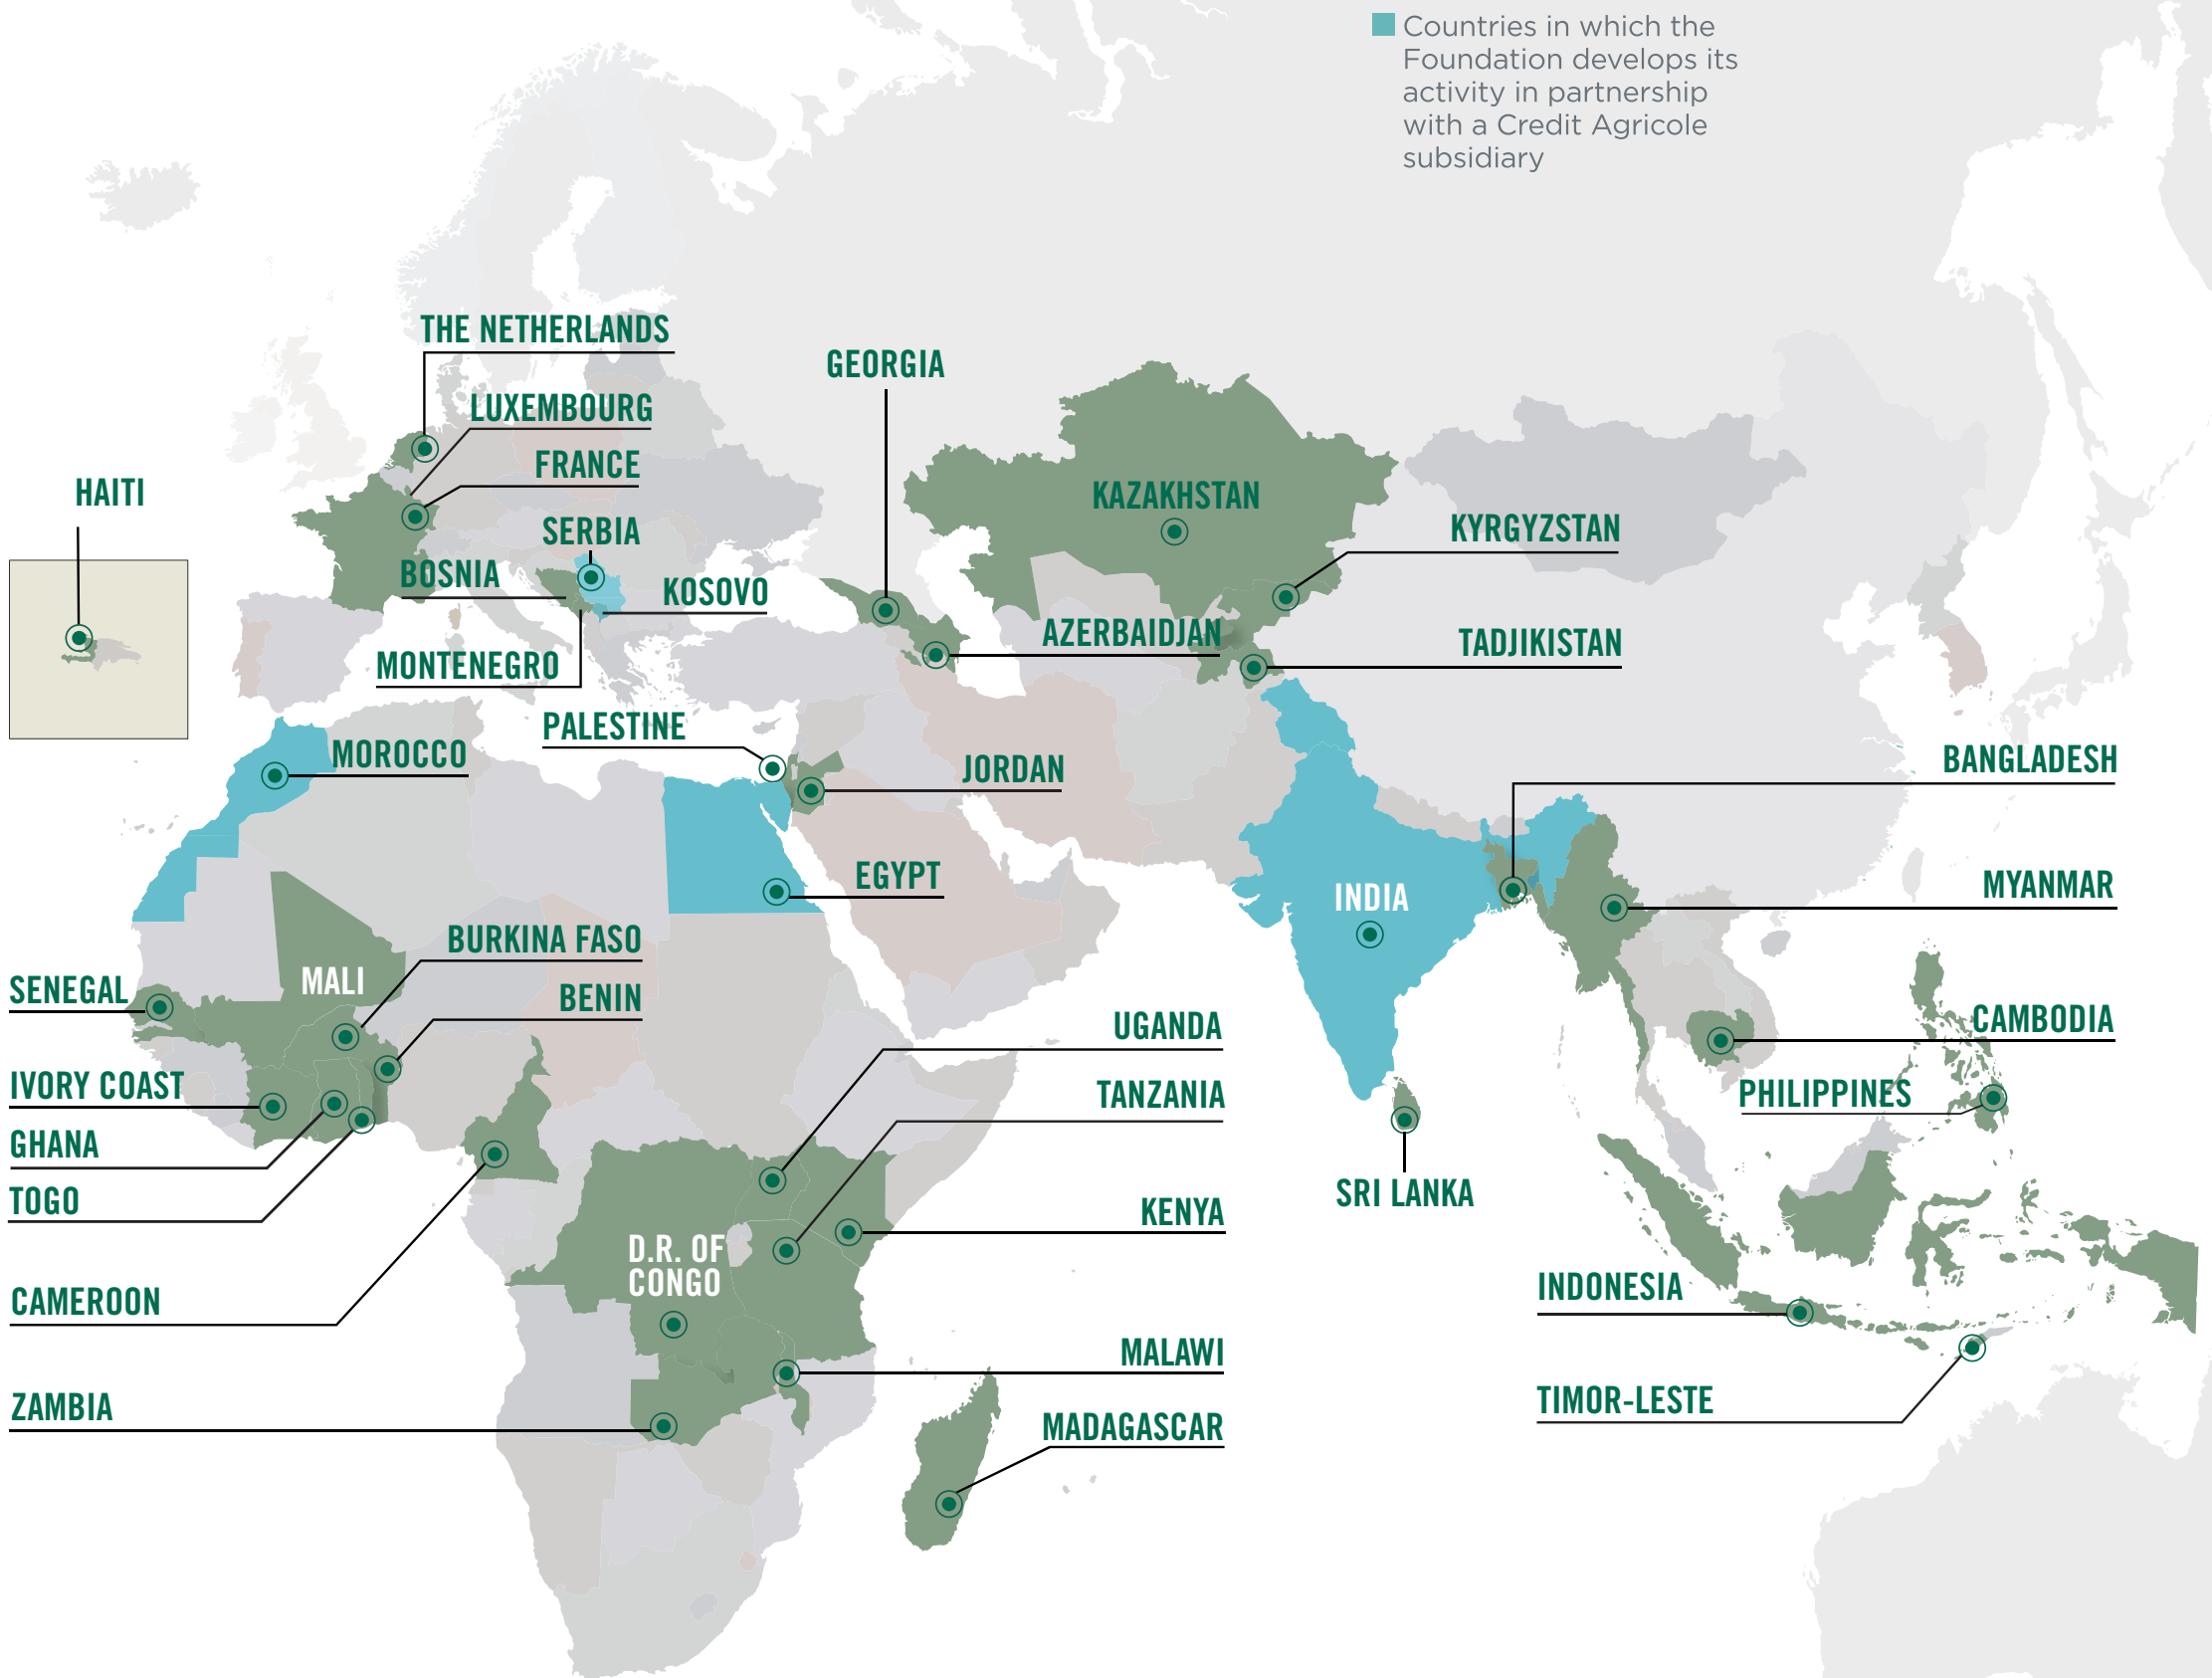 Countries in which the
Foundation develops its
activity in partnership
with a Credit Agricole
subsidiary
THE NETHERLANDS
GEORGIA
LUXEMBOURG
FRANCE
HAITI
KAZAKHSTAN
KYRGYZSTAN
SERBIA
BOSNIA
KOSOVO
AZERBAIDJAN
TADJIKISTAN
MONTENEGRO
PALESTINE
MOROCCO
JORDAN
BANGLADESH
EGYPT
INDIA
MYANMAR
BURKINA FASO
MALI
SENEGAL
BENIN
UGANDA
CAMBODIA
IVORY COAST
TANZANIA
PHILIPPINES
GHANA
TOGO
SRI LANKA
KENYA
D.R. OF
CONGO
INDONESIA
CAMEROON
MALAWI
ZAMBIA
TIMOR-LESTE
MADAGASCAR